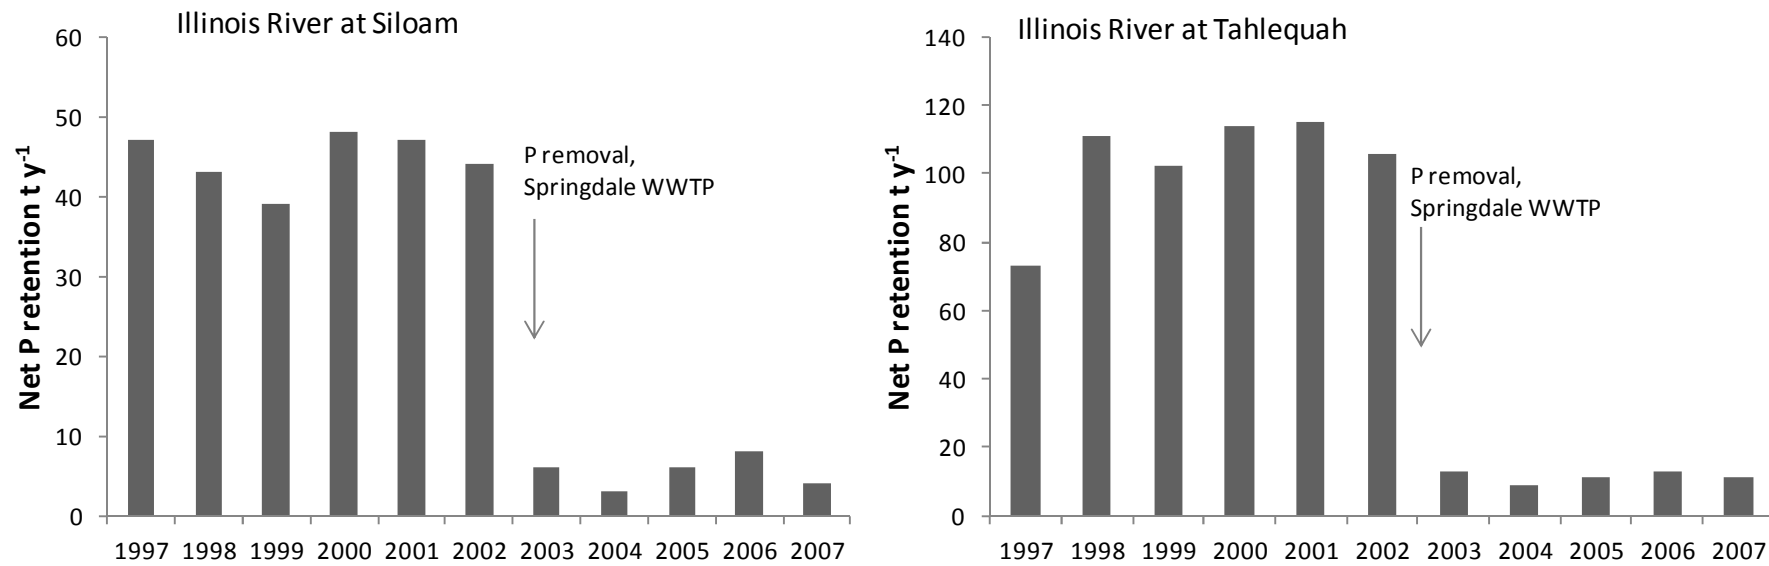 Illinois River at Siloam
Net P retention t y-1
60
50
40
30
20
10
0
P removal,
Springdale WWTP
1997 1998 1999 2000 2001 2002 2003 2004 2005 2006 2007
Illinois River at Tahlequah
Net P retention t y-1
140
120
100
80
60
40
20
0
P removal,
Springdale WWTP
1997 1998 1999 2000 2001 2002 2003 2004 2005 2006 2007